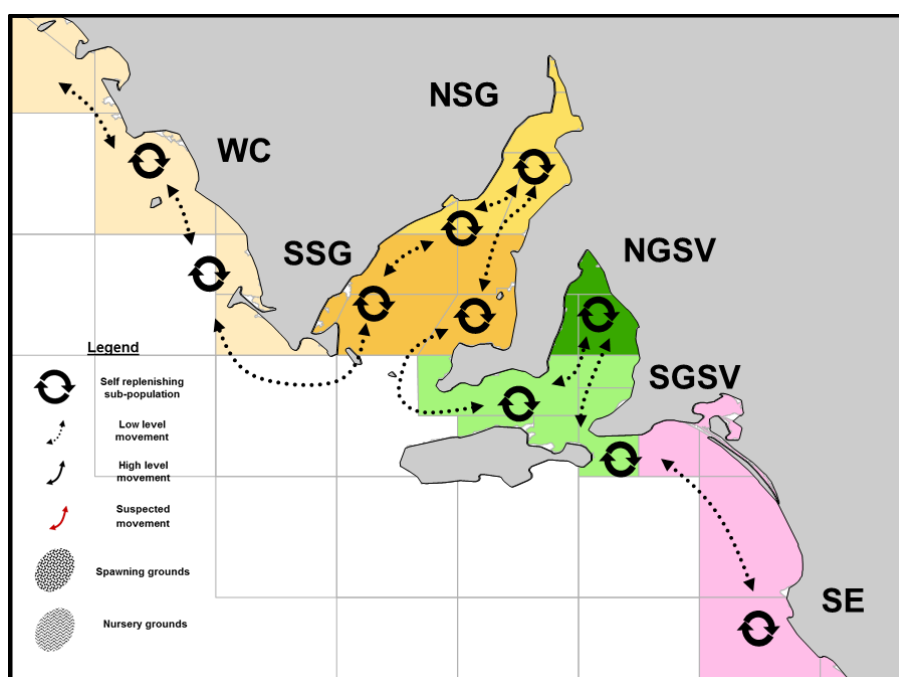 NSG
WC
SSG
NGSV
SGSV
SE
Legend
Self replenishing
sub-population
Low level
movement
High level
movement
Suspected
movement
Spawning grounds
Nursery grounds